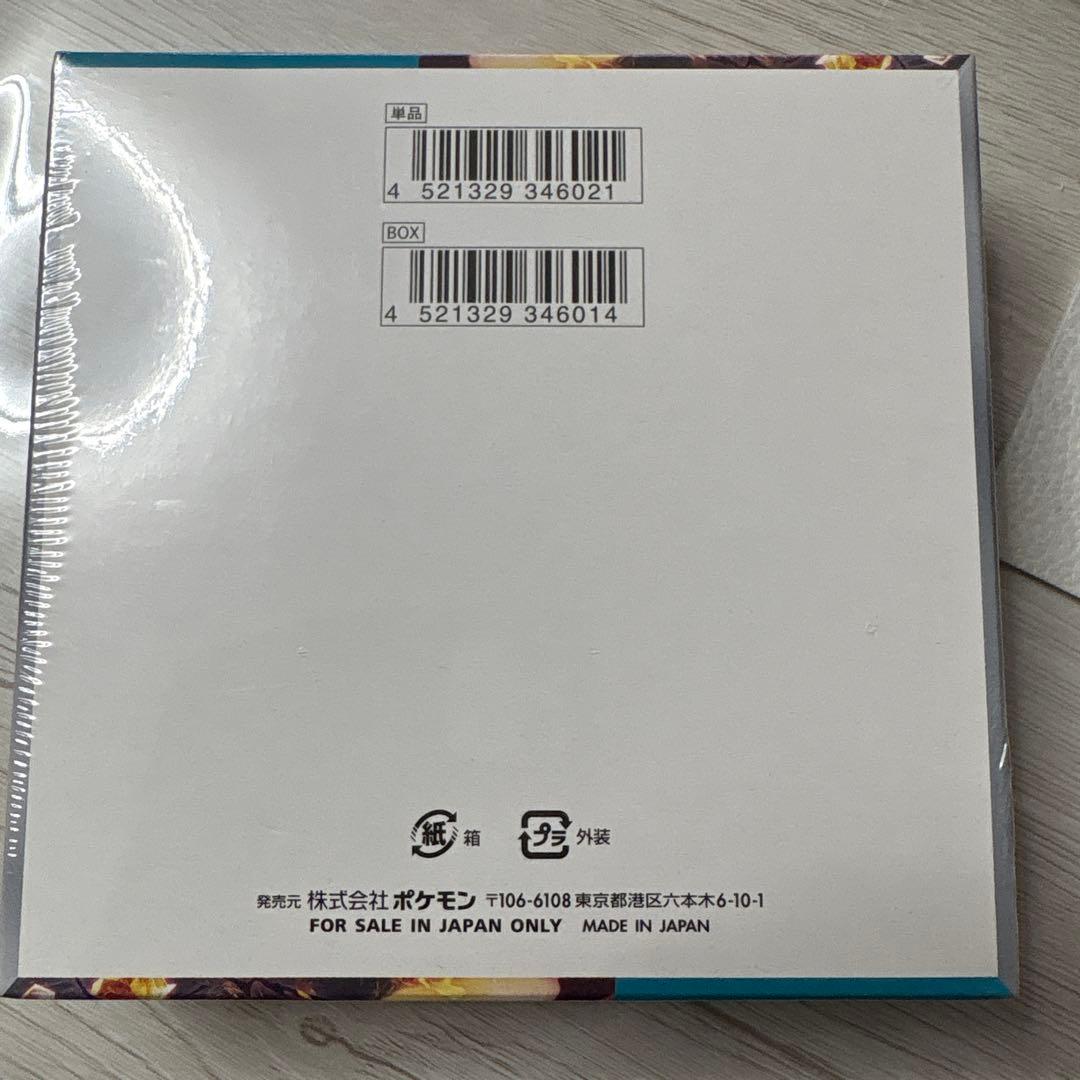 単品
4 521329 346021
BOX
4 521329 346014
紙 箱 プラ 外装
発売元 株式会社ポケモン 〒106-6108 東京都港区六本木6-10-1
FOR SALE IN JAPAN ONLY MADE IN JAPAN